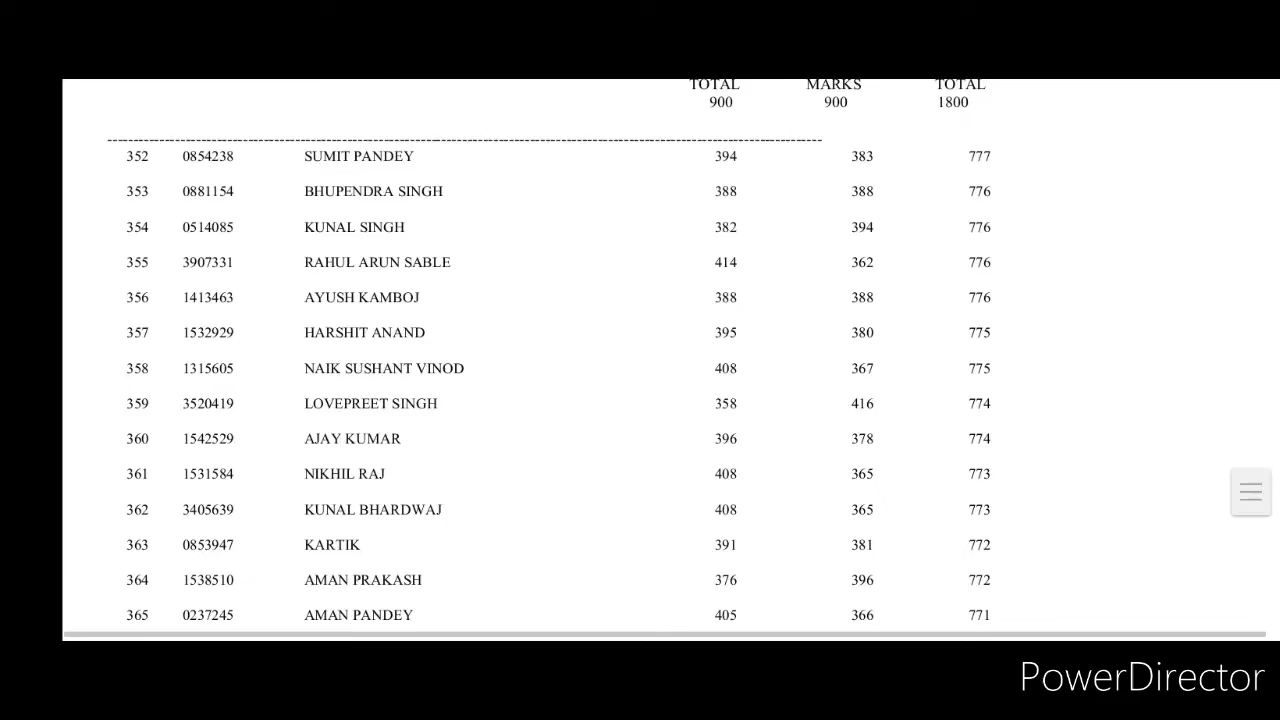 TOTAL MARKS TOTAL
900 900 1800
352 0854238 SUMIT PANDEY 394 383 777
353 0881154 BHUPENDRA SINGH 388 388 776
354 0514085 KUNAL SINGH 382 394 776
355 3907331 RAHUL ARUN SABLE 414 362 776
356 1413463 AYUSH KAMBOJ 388 388 776
357 1532929 HARSHIT ANAND 395 380 775
358 1315605 NAIK SUSHANT VINOD 408 367 775
359 3520419 LOVEPREET SINGH 358 416 774
360 1542529 AJAY KUMAR 396 378 774
361 1531584 NIKHIL RAJ 408 365 773
362 3405639 KUNAL BHARDWAJ 408 365 773
363 0853947 KARTIK 391 381 772
364 1538510 AMAN PRAKASH 376 396 772
365 0237245 AMAN PANDEY 405 366 771
PowerDirector